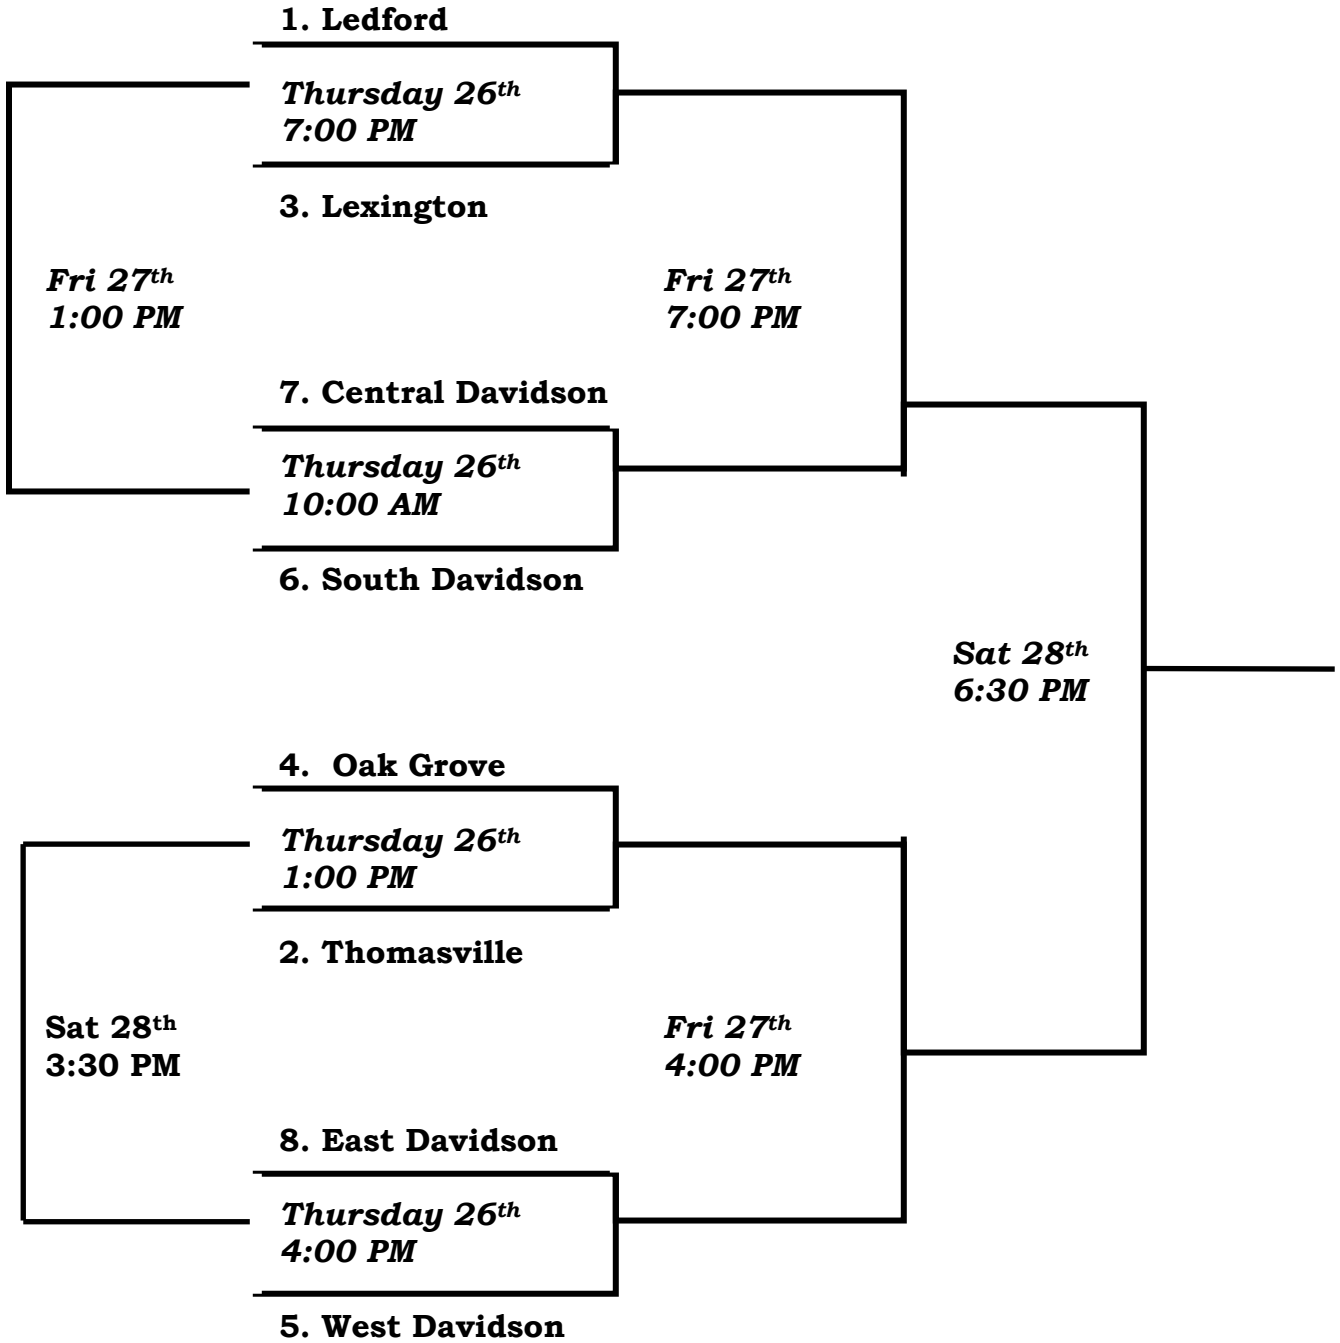 1. Ledford
Thursday 26th
7:00 PM
3. Lexington
Fri 27th
1:00 PM
Fri 27th
7:00 PM
7. Central Davidson
Thursday 26th
10:00 AM
6. South Davidson
Sat 28th
6:30 PM
4. Oak Grove
Thursday 26th
1:00 PM
2. Thomasville
Sat 28th
3:30 PM
Fri 27th
4:00 PM
8. East Davidson
Thursday 26th
4:00 PM
5. West Davidson